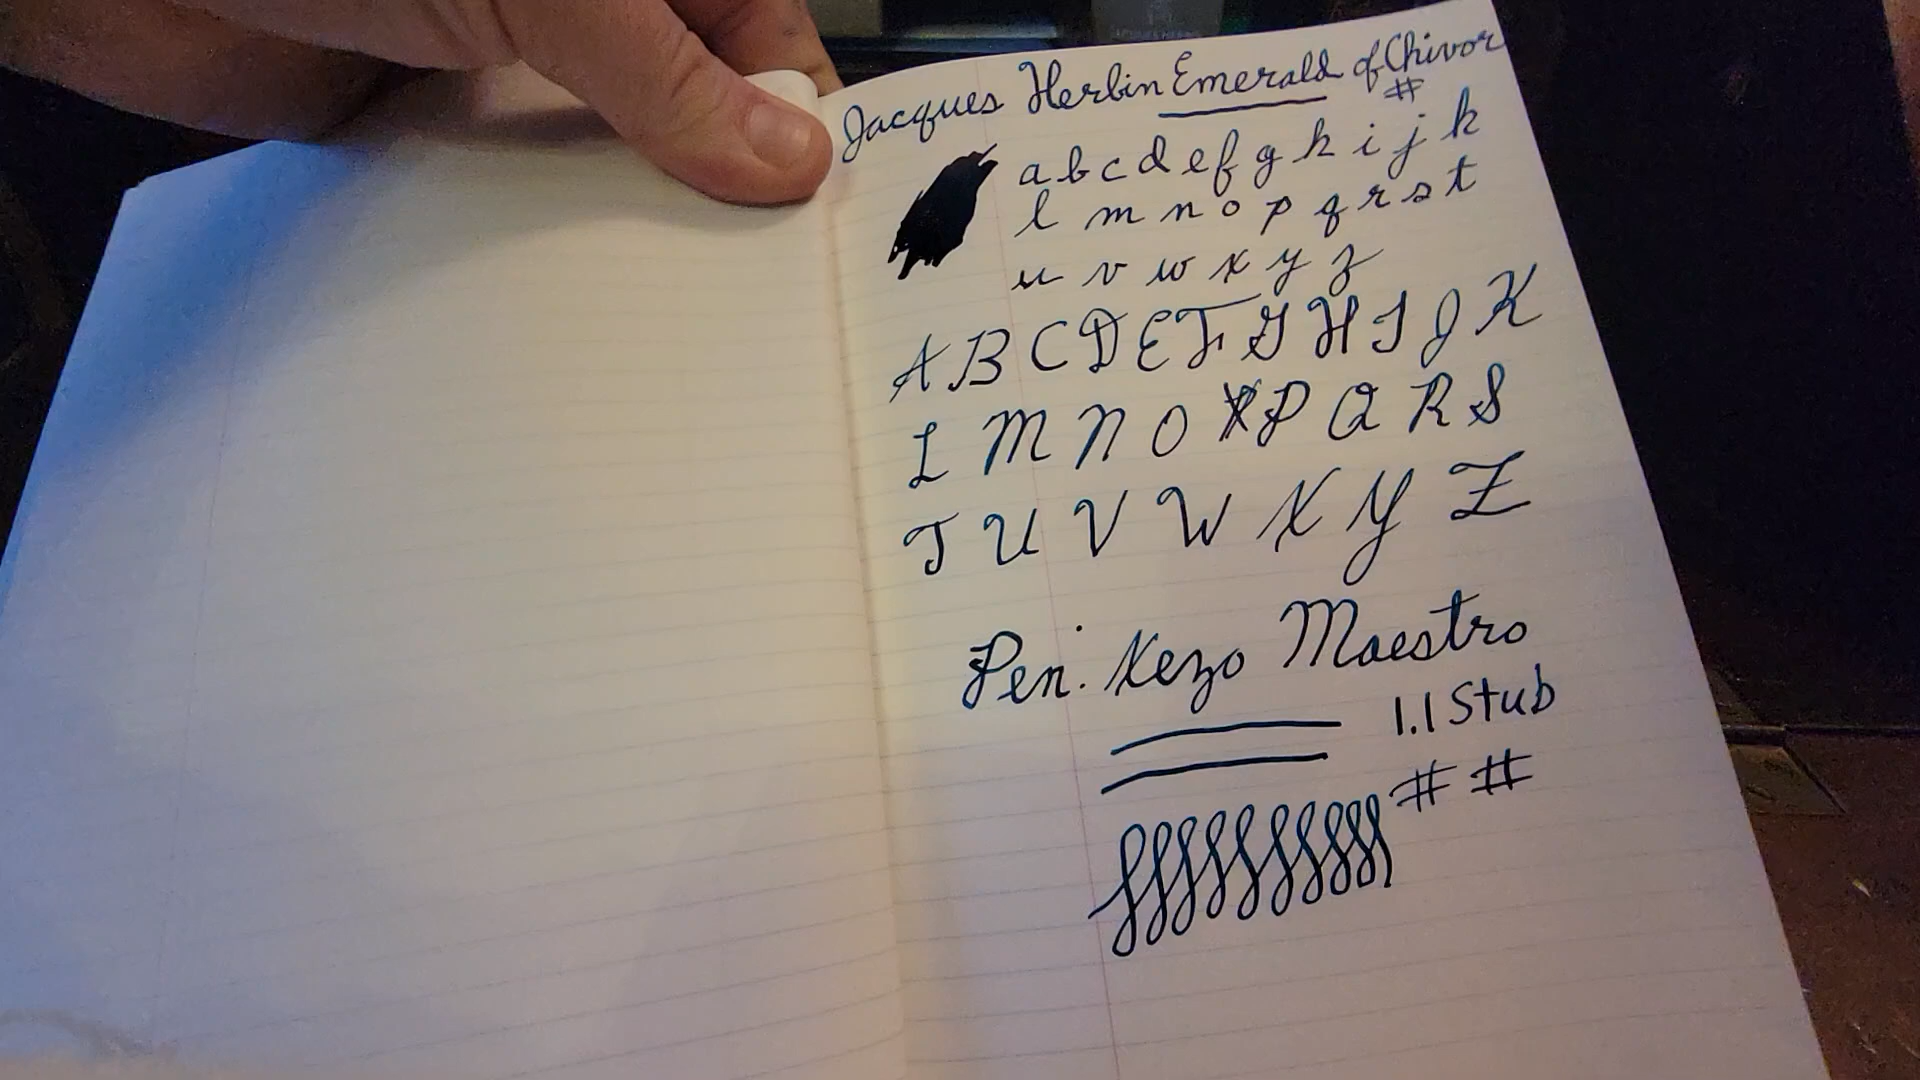 Jacques Herbin Emerald of Chivor
#
a b c d e f g h i j k
l m n o p q r s t
u v w x y z
A B C D E F G H I J K
L M N O P Q R S
T U V W X Y Z
Pen: Kezo Maestro
1.1 Stub
# #